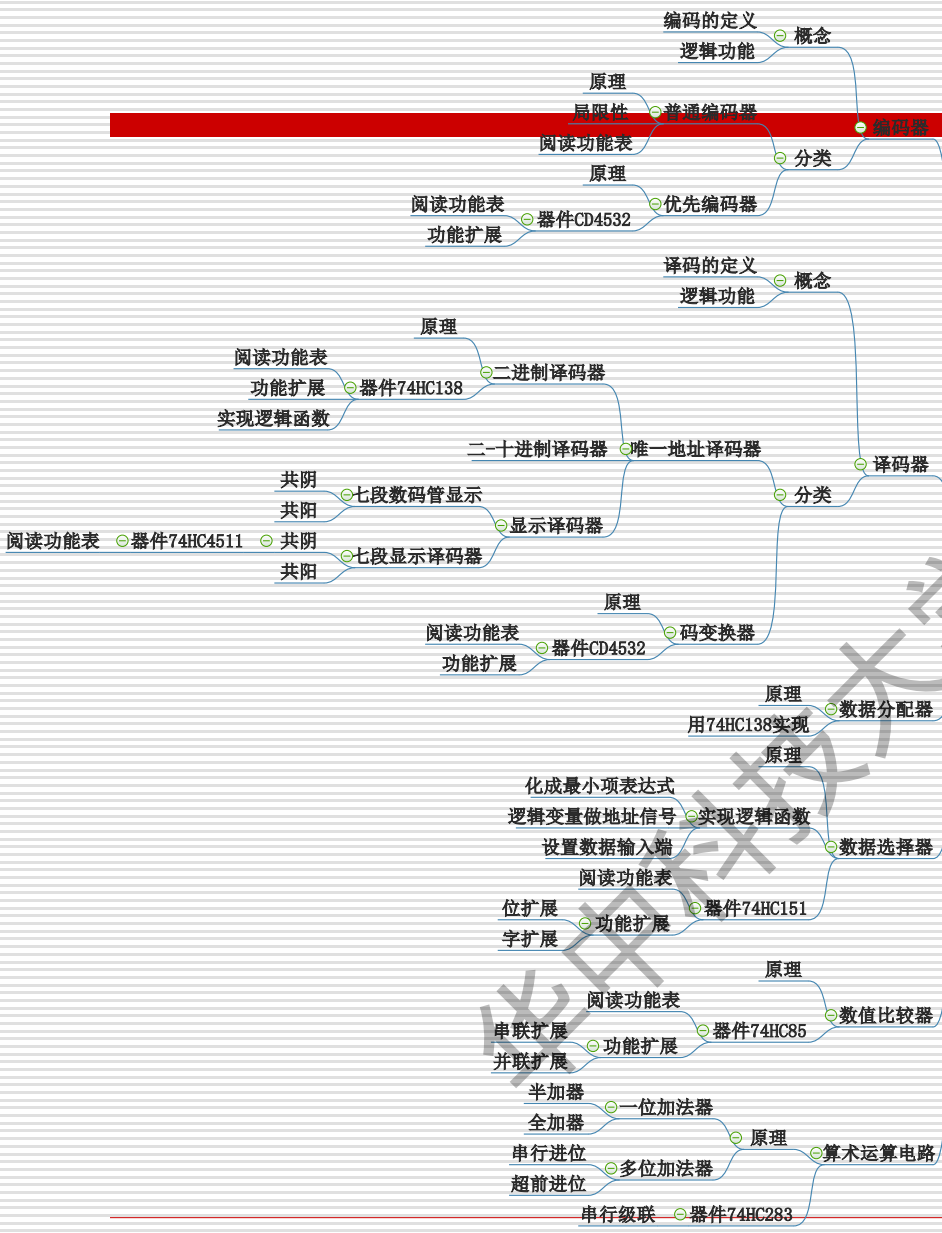 编码的定义
概念
逻辑功能
原理
局限性
普通编码器
编码器
阅读功能表
分类
原理
阅读功能表
优先编码器
器件CD4532
功能扩展
译码的定义
概念
逻辑功能
原理
阅读功能表
二进制译码器
功能扩展
器件74HC138
实现逻辑函数
二-十进制译码器
唯一地址译码器
译码器
共阴
七段数码管显示
分类
共阳
显示译码器
阅读功能表
器件74HC4511
共阴
七段显示译码器
共阳
原理
阅读功能表
码变换器
器件CD4532
功能扩展
原理
数据分配器
用74HC138实现
原理
化成最小项表达式
逻辑变量做地址信号
实现逻辑函数
设置数据输入端
数据选择器
阅读功能表
位扩展
器件74HC151
功能扩展
字扩展
原理
阅读功能表
数值比较器
串联扩展
器件74HC85
功能扩展
并联扩展
半加器
一位加法器
全加器
原理
串行进位
算术运算电路
多位加法器
超前进位
串行级联
器件74HC283
华中科技大学